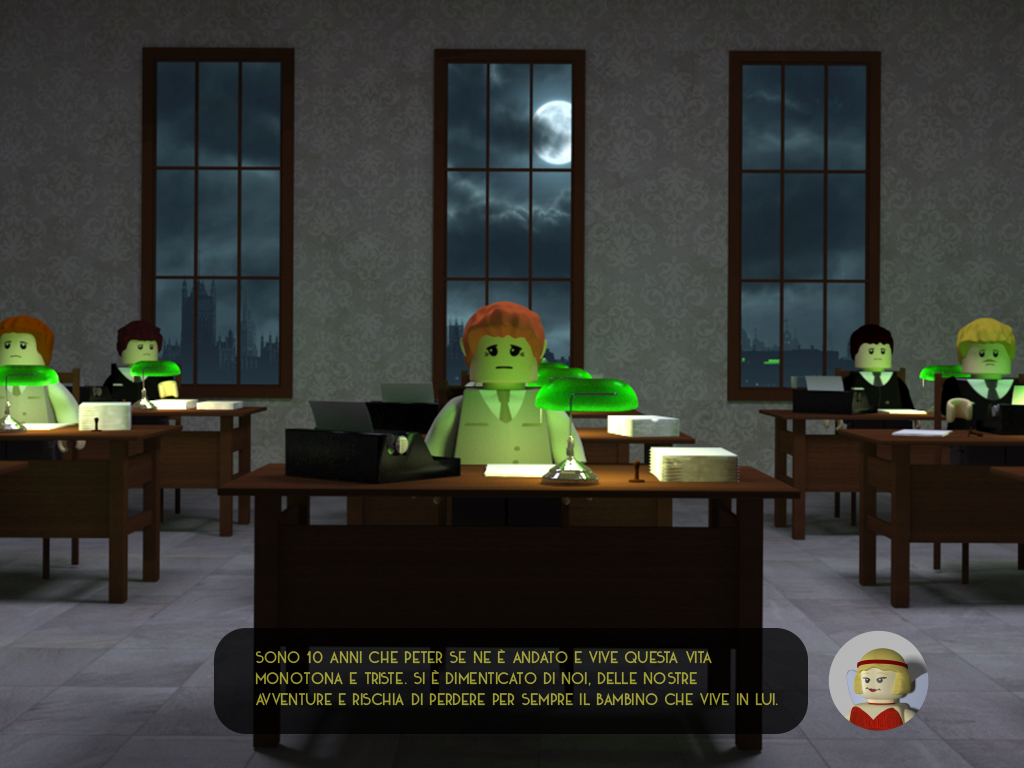 SONO 10 ANNI CHE PETER SE NE È ANDATO E VIVE QUESTA VITA
MONOTONA E TRISTE. SI È DIMENTICATO DI NOI, DELLE NOSTRE
AVVENTURE E RISCHIA DI PERDERE PER SEMPRE IL BAMBINO CHE VIVE IN LUI.